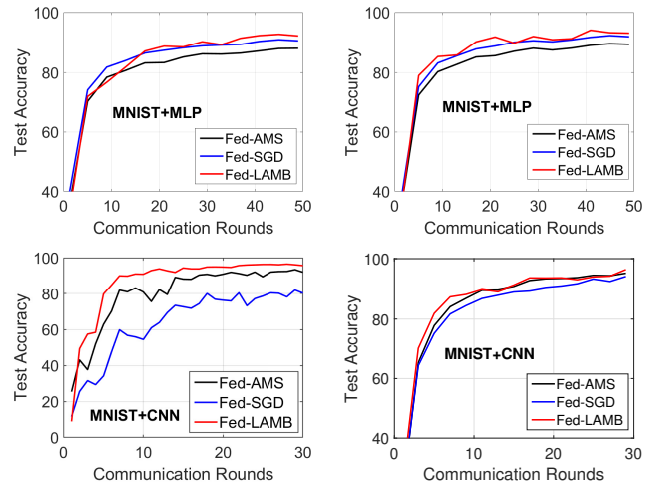 100
80
60
40
Test Accuracy
MNIST+MLP
Fed-AMS
Fed-SGD
Fed-LAMB
0 10 20 30 40 50
Communication Rounds
100
80
60
40
Test Accuracy
MNIST+MLP
Fed-AMS
Fed-SGD
Fed-LAMB
0 10 20 30 40 50
Communication Rounds
100
80
60
40
20
0
Test Accuracy
MNIST+CNN
Fed-AMS
Fed-SGD
Fed-LAMB
0 10 20 30
Communication Rounds
100
80
60
40
Test Accuracy
MNIST+CNN
Fed-AMS
Fed-SGD
Fed-LAMB
0 10 20 30
Communication Rounds